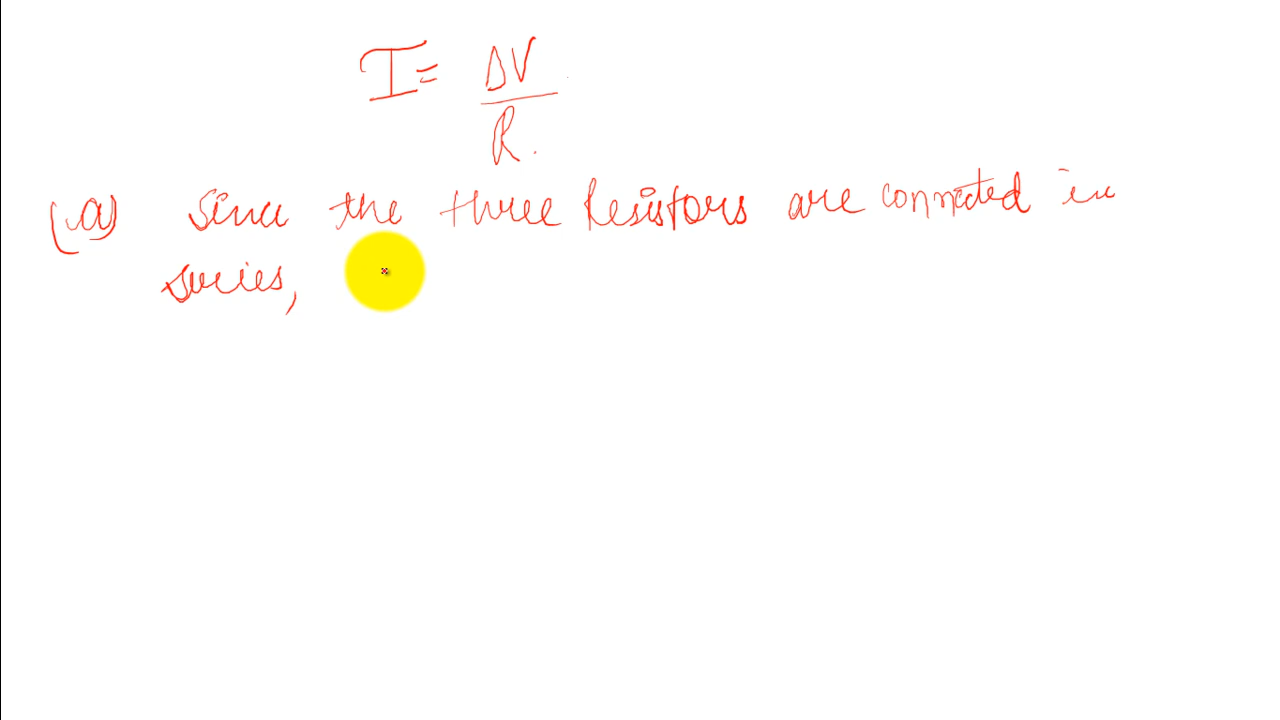 I = ΔV
R.
(a) Since the three Resistors are connected in
series,